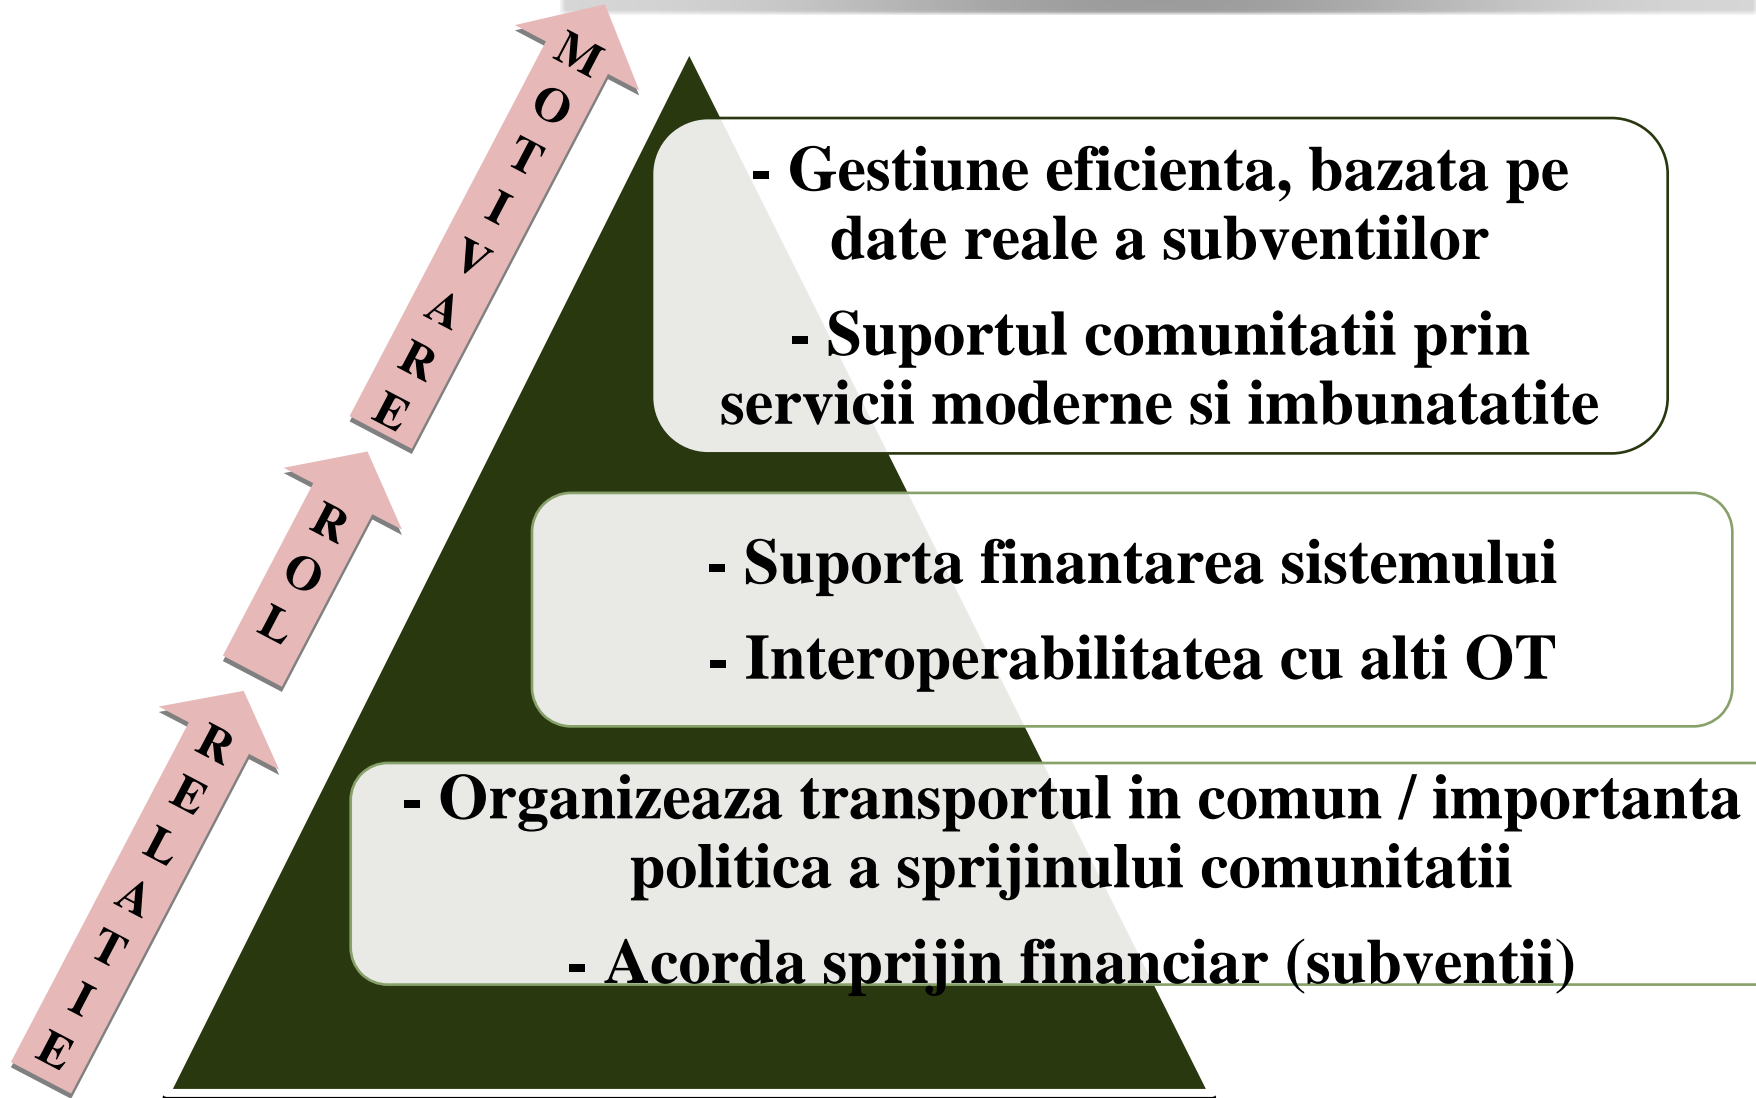 MOTIVARE
- Gestiune eficienta, bazata pe
date reale a subventiilor
- Suportul comunitatii prin
servicii moderne si imbunatatite
ROL
- Suporta finantarea sistemului
- Interoperabilitatea cu alti OT
RELATIE
- Organizeaza transportul in comun / importanta
politica a sprijinului comunitatii
- Acorda sprijin financiar (subventii)